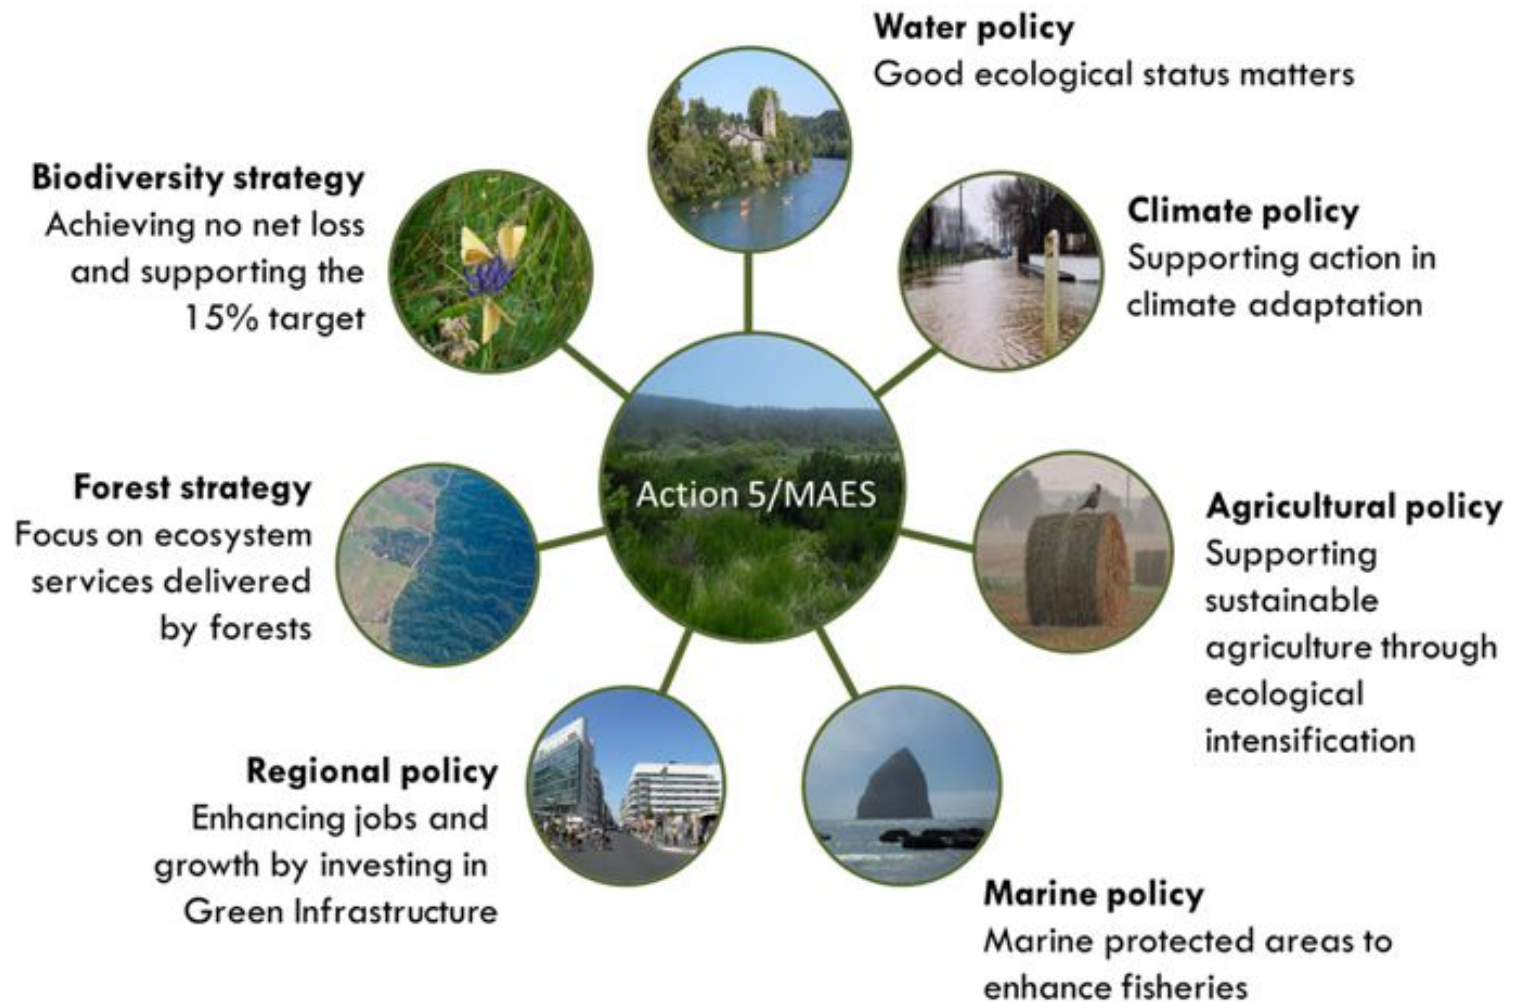 Water policy
Good ecological status matters
Biodiversity strategy
Achieving no net loss
and supporting the
15% target
Climate policy
Supporting action in
climate adaptation
Action 5/MAES
Forest strategy
Focus on ecosystem
services delivered
by forests
Agricultural policy
Supporting
sustainable
agriculture through
ecological
intensification
Regional policy
Enhancing jobs and
growth by investing in
Green Infrastructure
Marine policy
Marine protected areas to
enhance fisheries